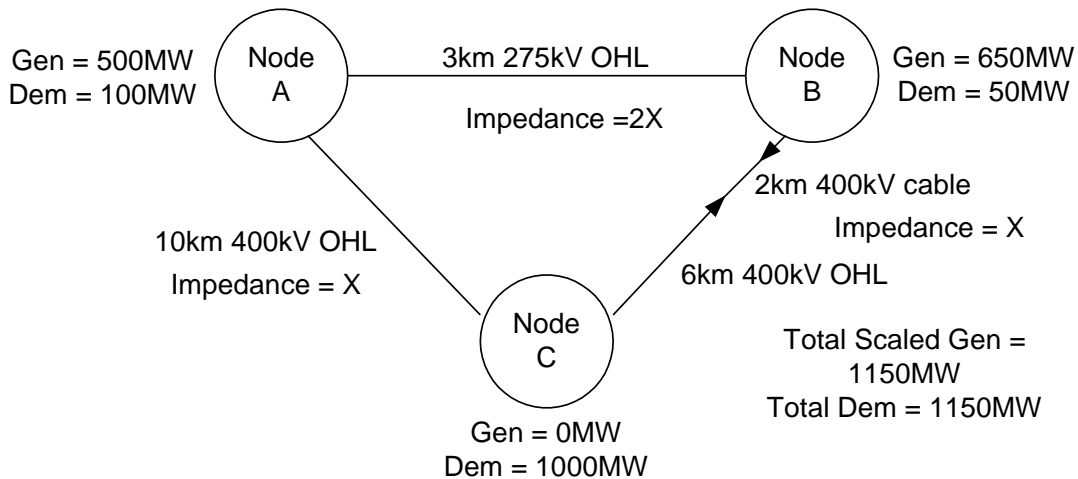 Gen = 500MW
Dem = 100MW
Node
A
3km 275kV OHL
Impedance =2X
Node
B
Gen = 650MW
Dem = 50MW
2km 400kV cable
Impedance = X
10km 400kV OHL
Impedance = X
6km 400kV OHL
Node
C
Gen = 0MW
Dem = 1000MW
Total Scaled Gen =
1150MW
Total Dem = 1150MW